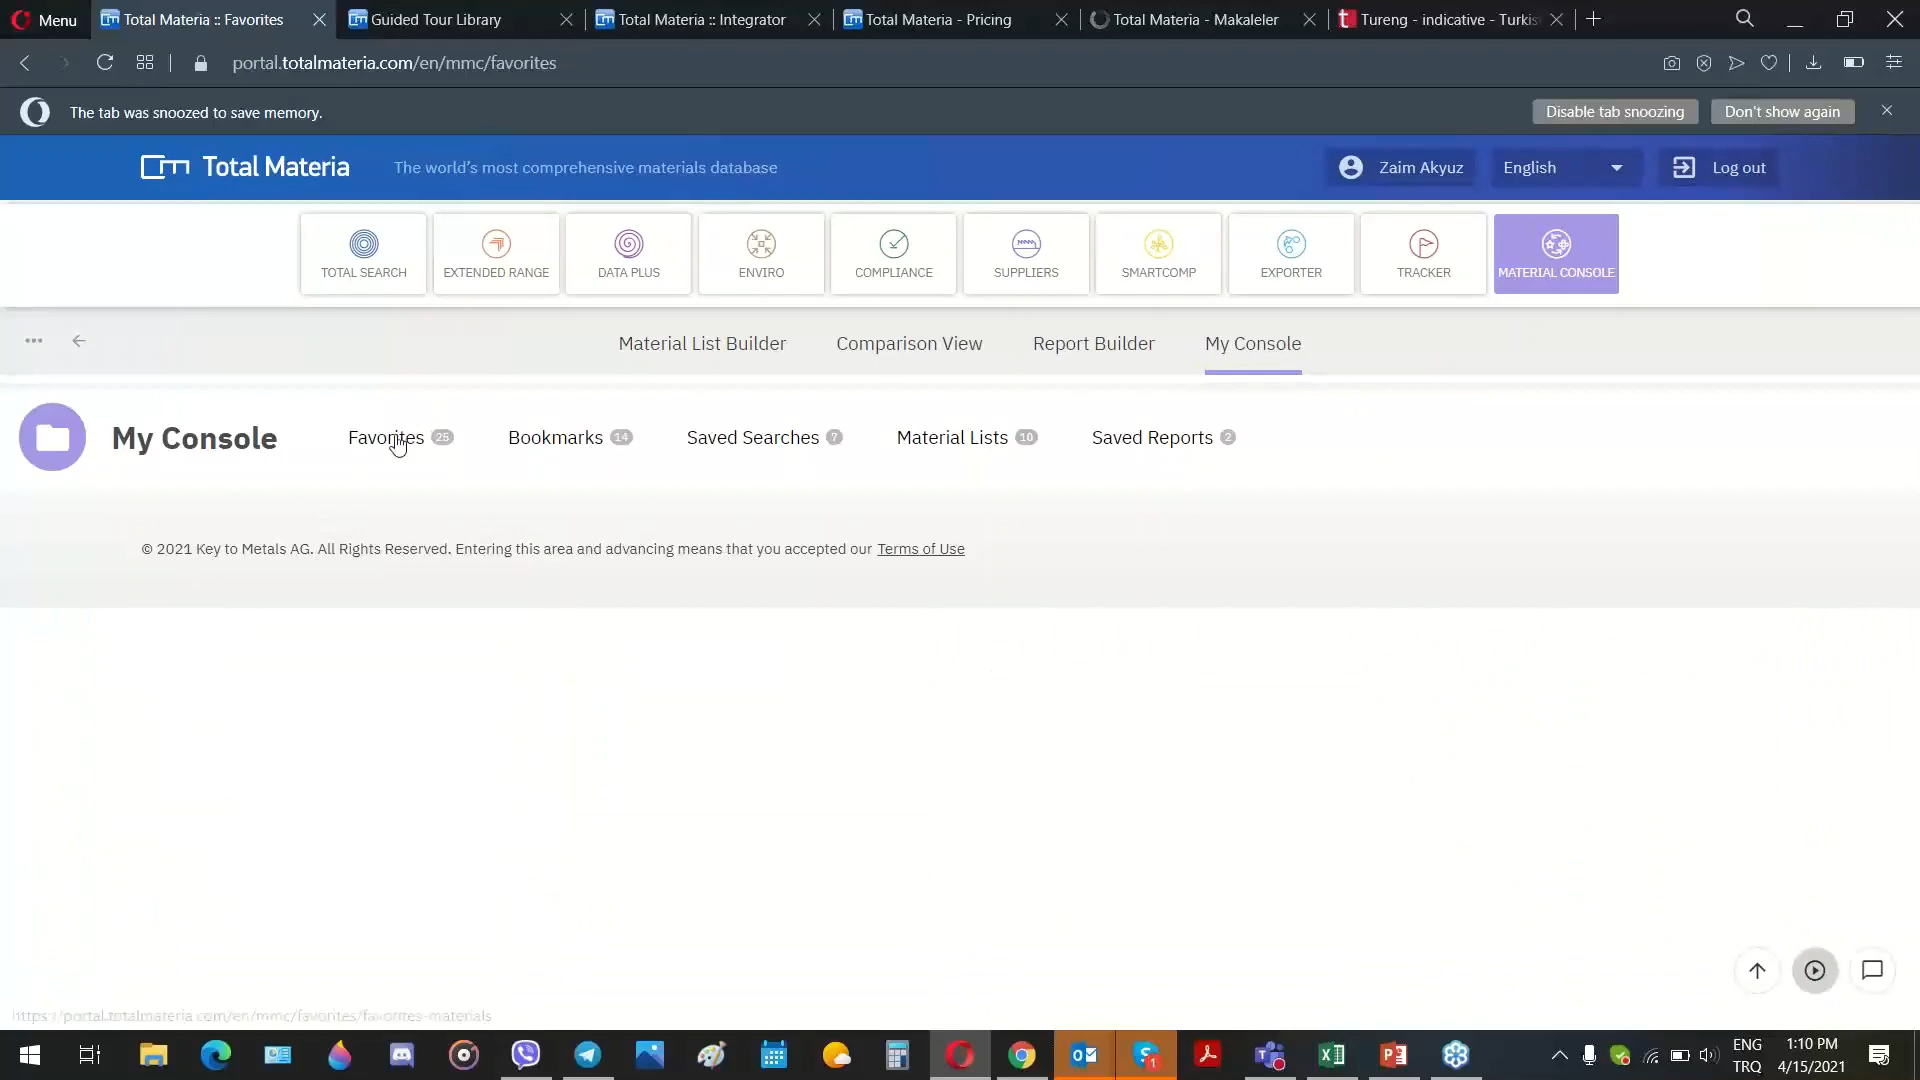 Menu
Total Materia :: Favorites
Guided Tour Library
Total Materia :: Integrator
Total Materia - Pricing
Total Materia - Makaleler
Tureng - indicative - Turkis
portal.totalmateria.com/en/mmc/favorites
The tab was snoozed to save memory.
Disable tab snoozing
Don't show again
Total Materia
The world's most comprehensive materials database
Zaim Akyuz
English
Log out
TOTAL SEARCH
EXTENDED RANGE
DATA PLUS
ENVIRO
COMPLIANCE
SUPPLIERS
SMARTCOMP
EXPORTER
TRACKER
MATERIAL CONSOLE
Material List Builder
Comparison View
Report Builder
My Console
My Console
Favorites 25
Bookmarks 14
Saved Searches 7
Material Lists 10
Saved Reports 2
© 2021 Key to Metals AG. All Rights Reserved. Entering this area and advancing means that you accepted our Terms of Use
https://portal.totalmateria.com/en/mmc/favorites/favorites-materials
1
ENG
TRQ
1:10 PM
4/15/2021